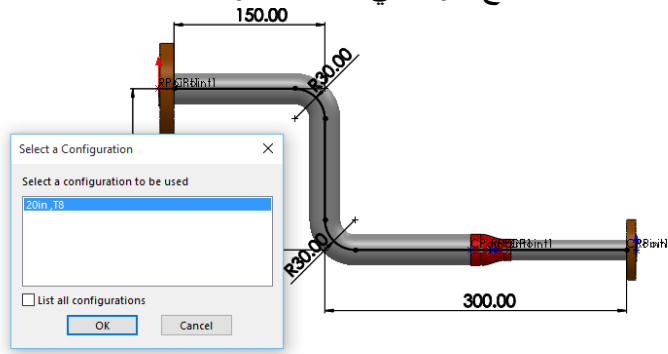 150.00
R30.00
Select a Configuration
Select a configuration to be used
20in ,T8
List all configurations
OK
Cancel
R30.00
300.00